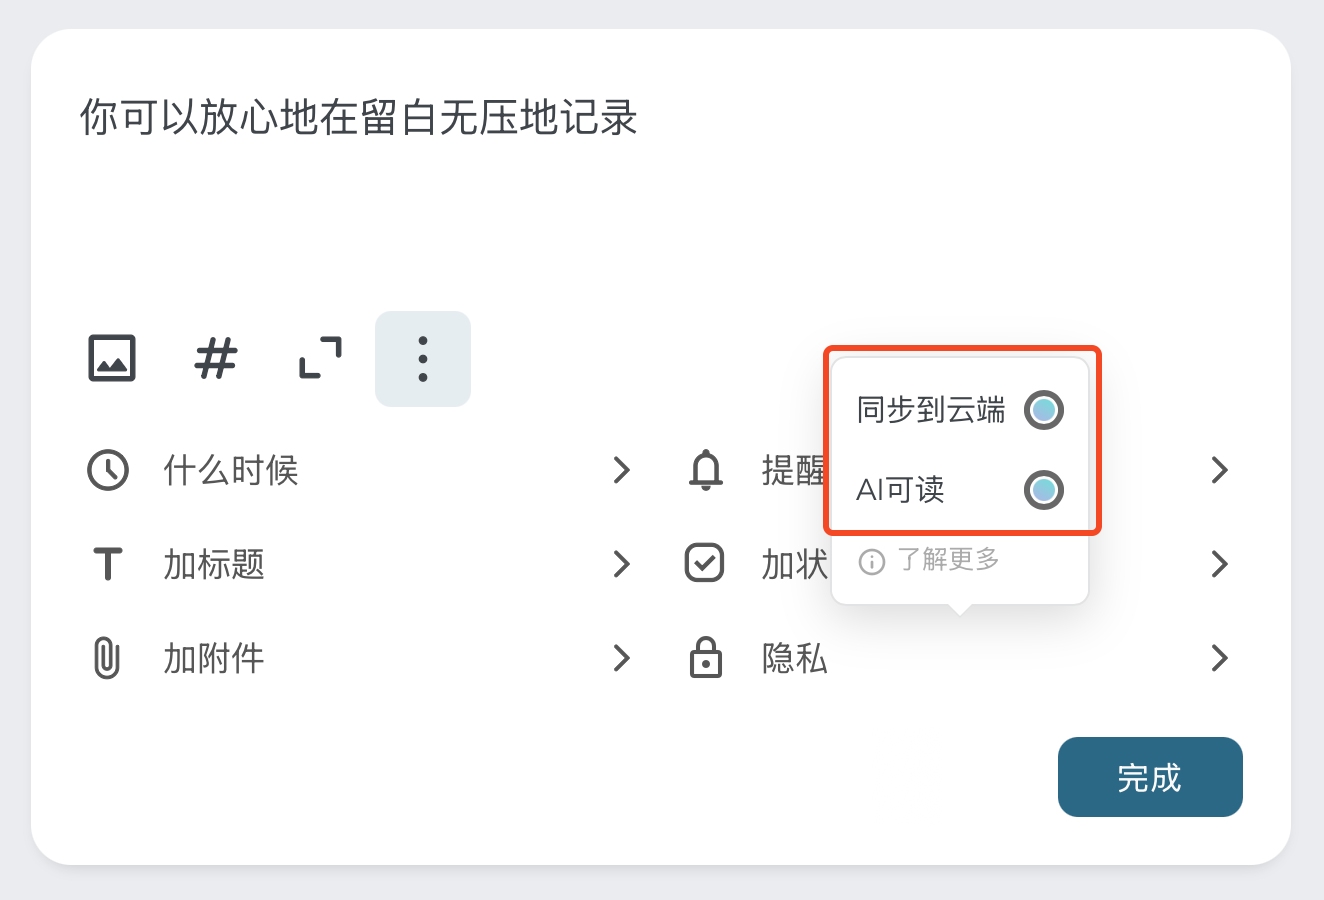 你可以放心地在留白无压地记录
同步到云端
AI可读
了解更多
什么时候
提醒
加标题
加状
加附件
隐私
完成